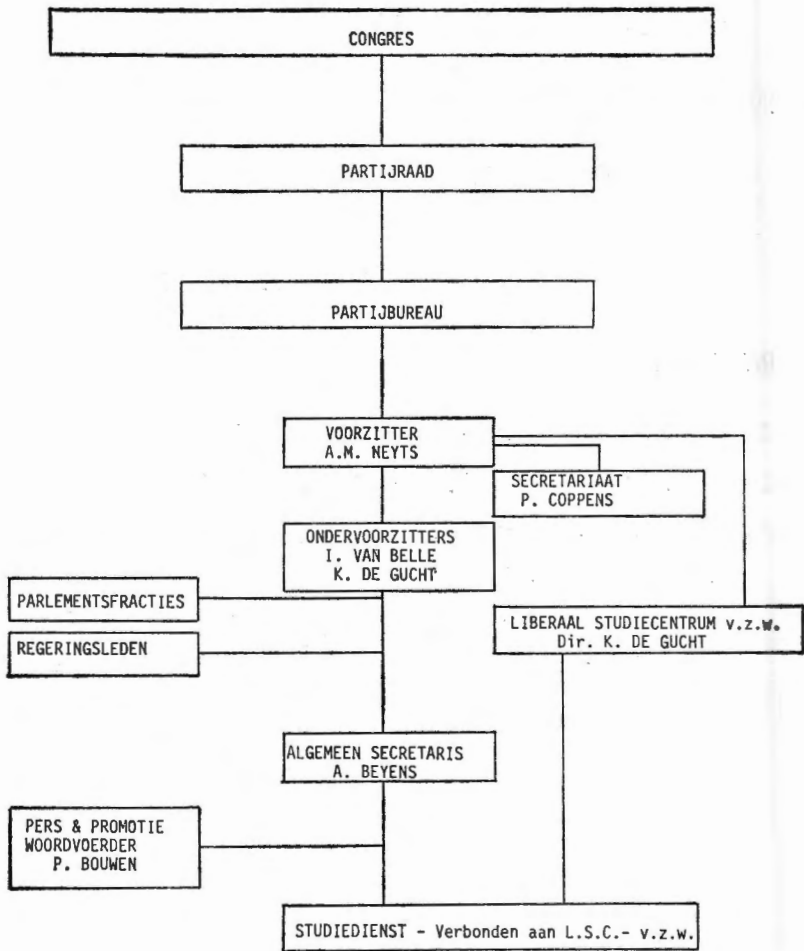 CONGRES
PARTIJRAAD
PARTIJBUREAU
VOORZITTER
A.M. NEYTS
SECRETARIAAT
P. COPPENS
ONDERVOORZITTERS
I. VAN BELLE
K. DE GUCHT
PARLEMENTSFRACTIES
REGERINGSLEDEN
LIBERAAL STUDIECENTRUM v.z.w.
Dir. K. DE GUCHT
ALGEMEEN SECRETARIS
A. BEYENS
PERS & PROMOTIE
WOORDVOERDER
P. BOUWEN
STUDIEDIENST - Verbonden aan L.S.C.- v.z.w.